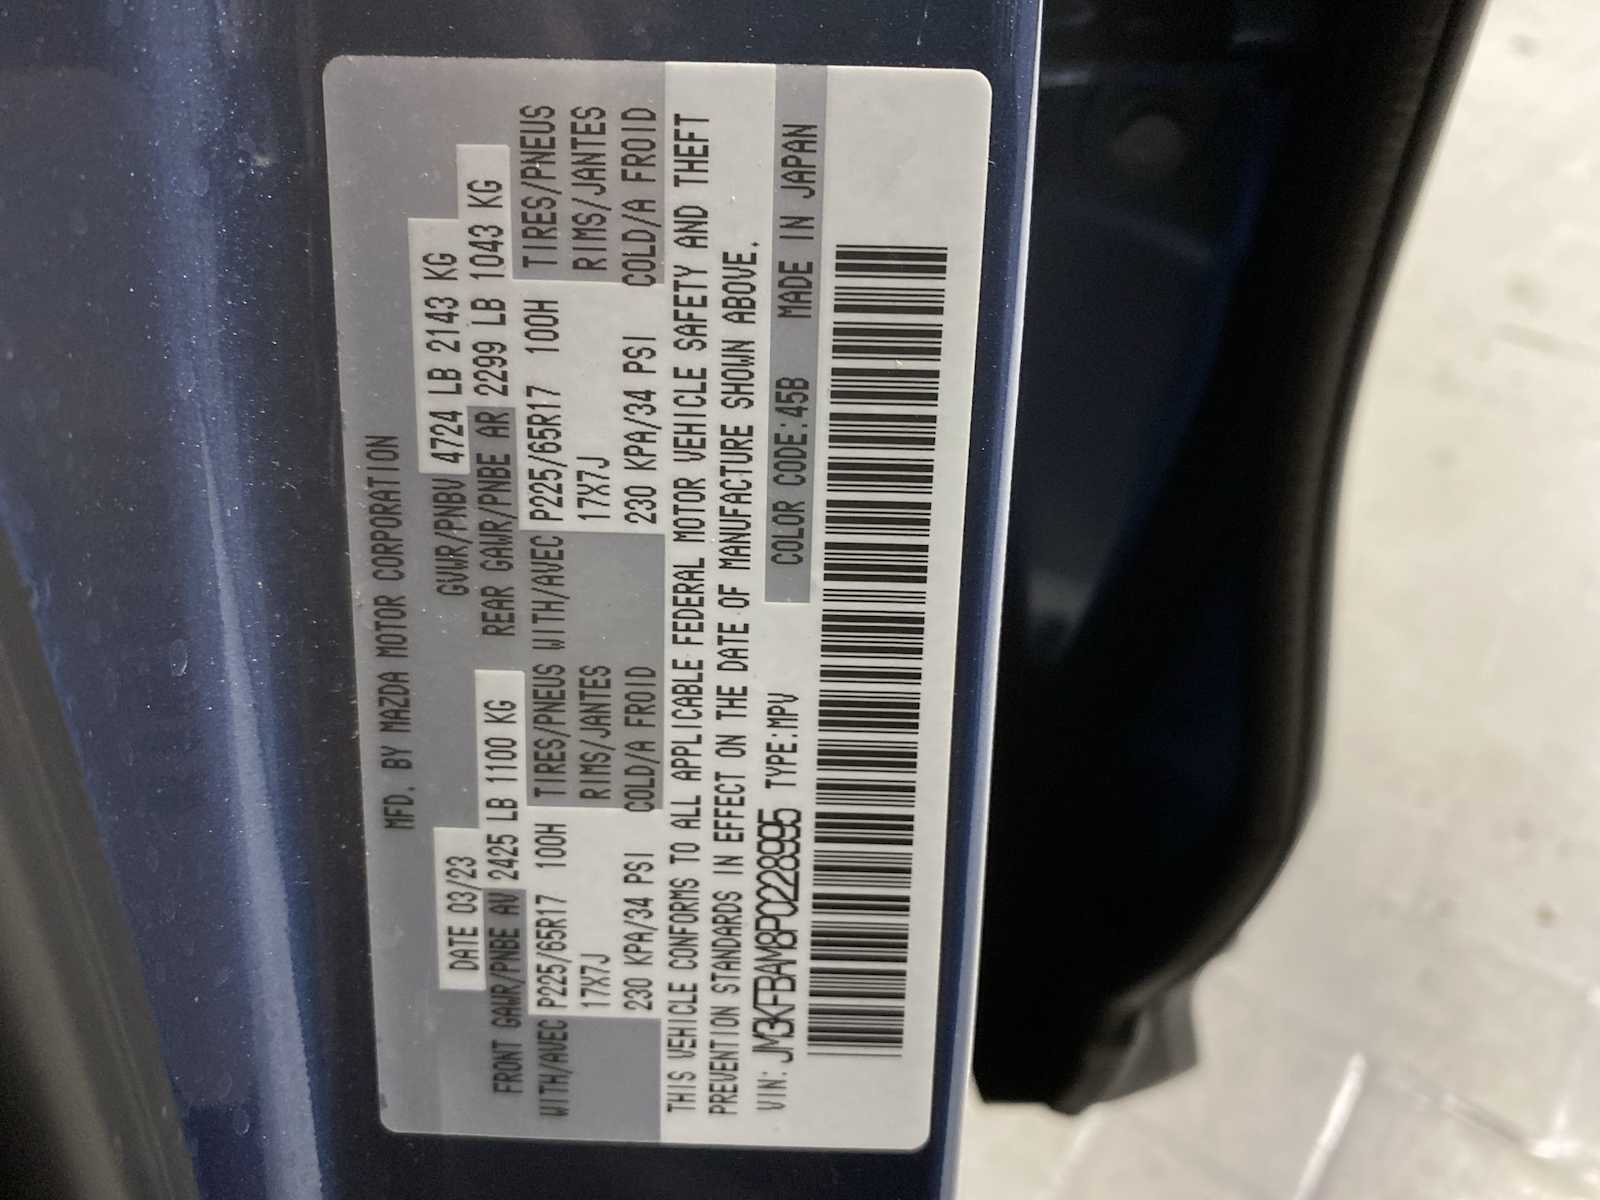 MFD. BY MAZDA MOTOR CORPORATION
DATE 03/23 GVWR/PNBV 4724 LB 2143 KG
FRONT GAWR/PNBE AV 2425 LB 1100 KG REAR GAWR/PNBE AR 2299 LB 1043 KG
WITH/AVEC P225/65R17 100H TIRES/PNEUS WITH/AVEC P225/65R17 100H TIRES/PNEUS
17X7J RIMS/JANTES 17X7J RIMS/JANTES
230 KPA/34 PSI COLD/A FROID 230 KPA/34 PSI COLD/A FROID
THIS VEHICLE CONFORMS TO ALL APPLICABLE FEDERAL MOTOR VEHICLE SAFETY AND THEFT
PREVENTION STANDARDS IN EFFECT ON THE DATE OF MANUFACTURE SHOWN ABOVE.
VIN: JM3KFBAM8P0228995 TYPE:MPV COLOR CODE:45B MADE IN JAPAN